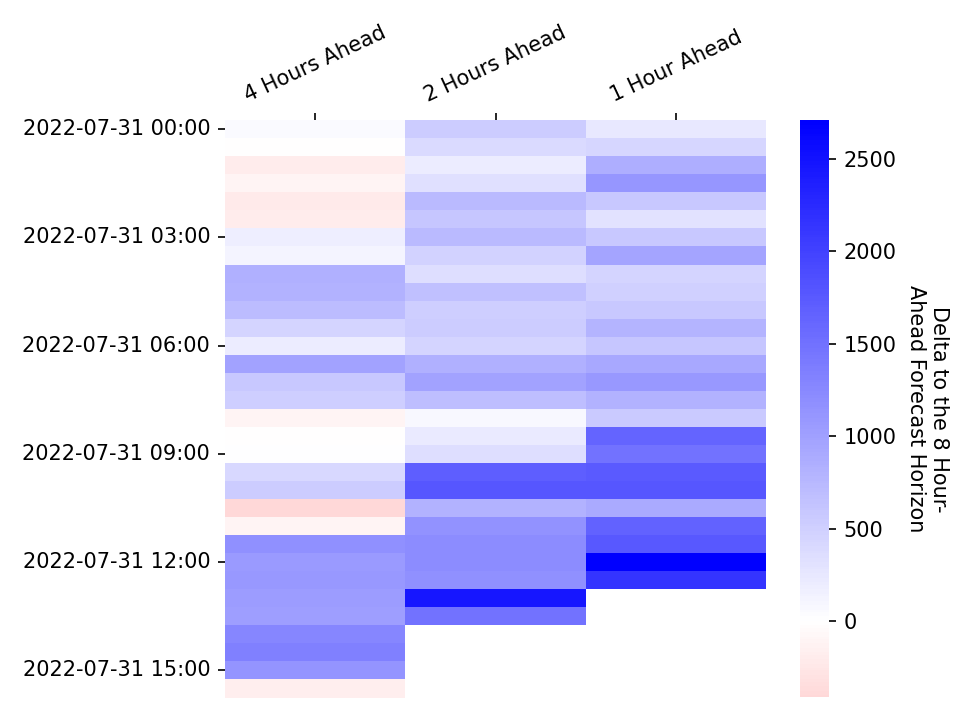 4 Hours Ahead
2 Hours Ahead
1 Hour Ahead
2022-07-31 00:00
2022-07-31 03:00
2022-07-31 06:00
2022-07-31 09:00
2022-07-31 12:00
2022-07-31 15:00
2500
2000
1500
1000
500
0
Delta to the 8 Hour-
Ahead Forecast Horizon